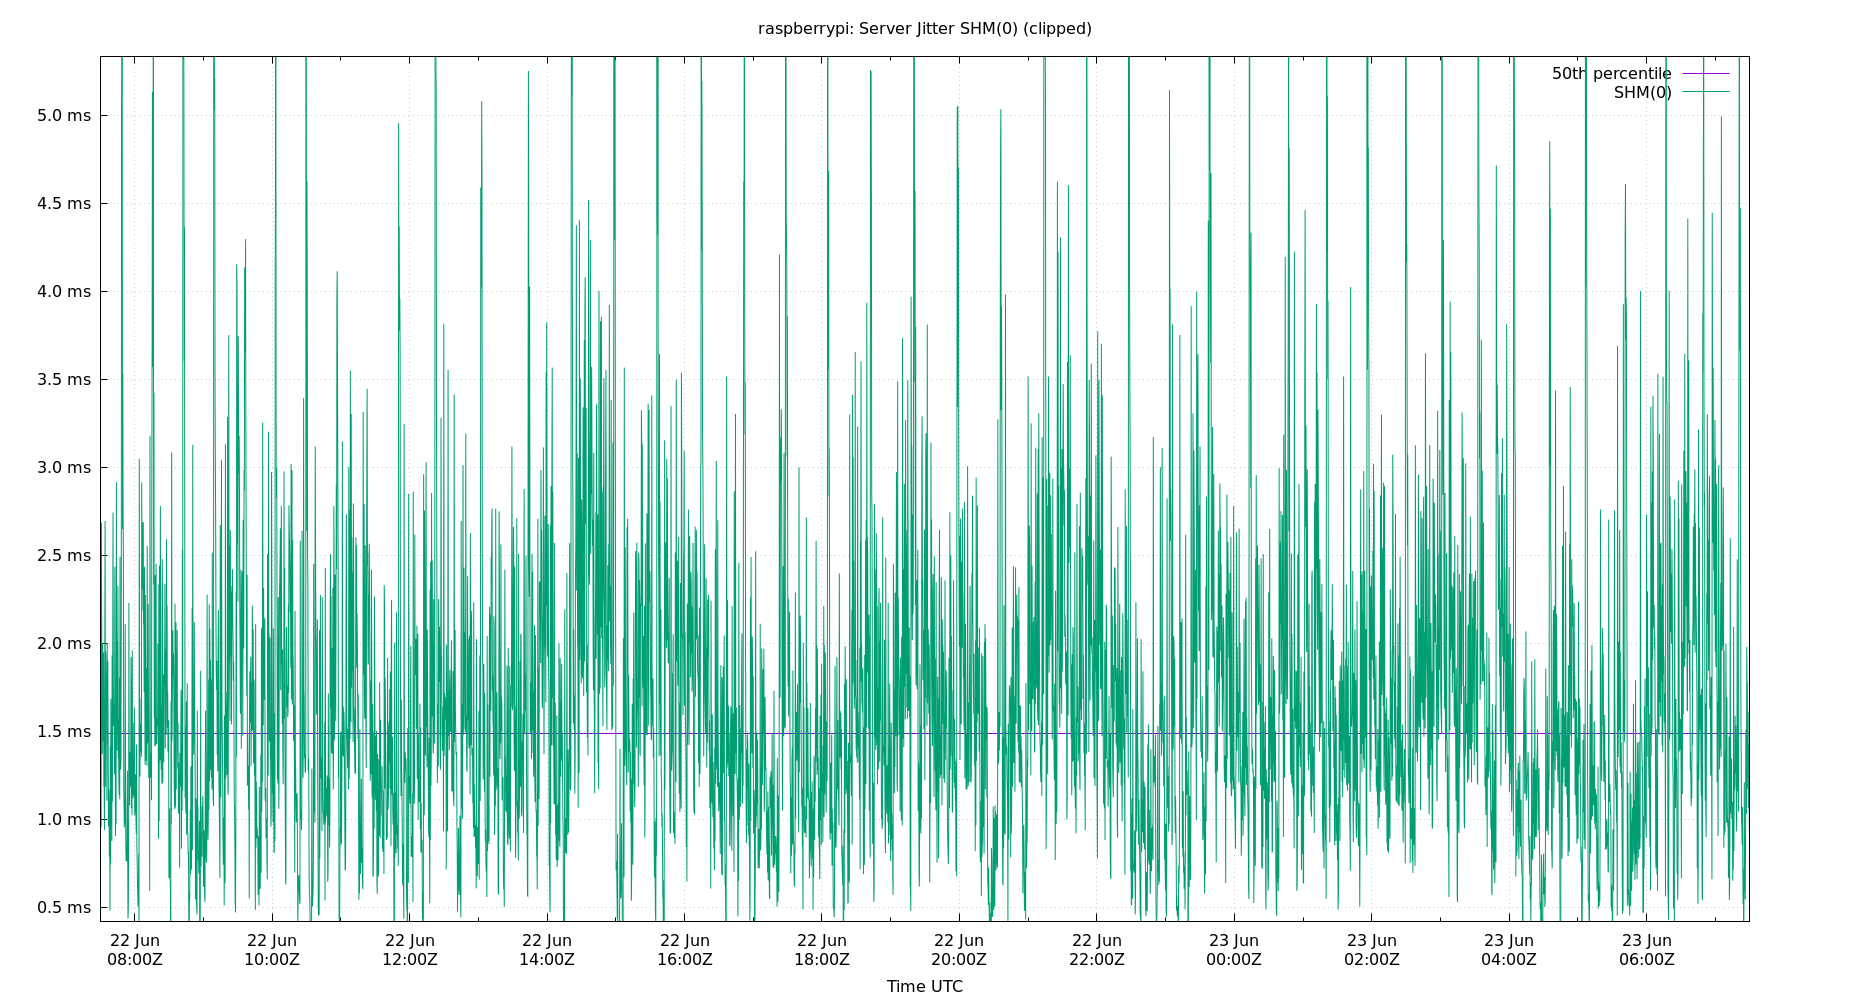 raspberrypi: Server Jitter SHM(0) (clipped)
50th percentile
SHM(0)
5.0 ms
4.5 ms
4.0 ms
3.5 ms
3.0 ms
2.5 ms
2.0 ms
1.5 ms
1.0 ms
0.5 ms
22 Jun 22 Jun 22 Jun 22 Jun 22 Jun 22 Jun 22 Jun 22 Jun 23 Jun 23 Jun 23 Jun 23 Jun
08:00Z 10:00Z 12:00Z 14:00Z 16:00Z 18:00Z 20:00Z 22:00Z 00:00Z 02:00Z 04:00Z 06:00Z
Time UTC